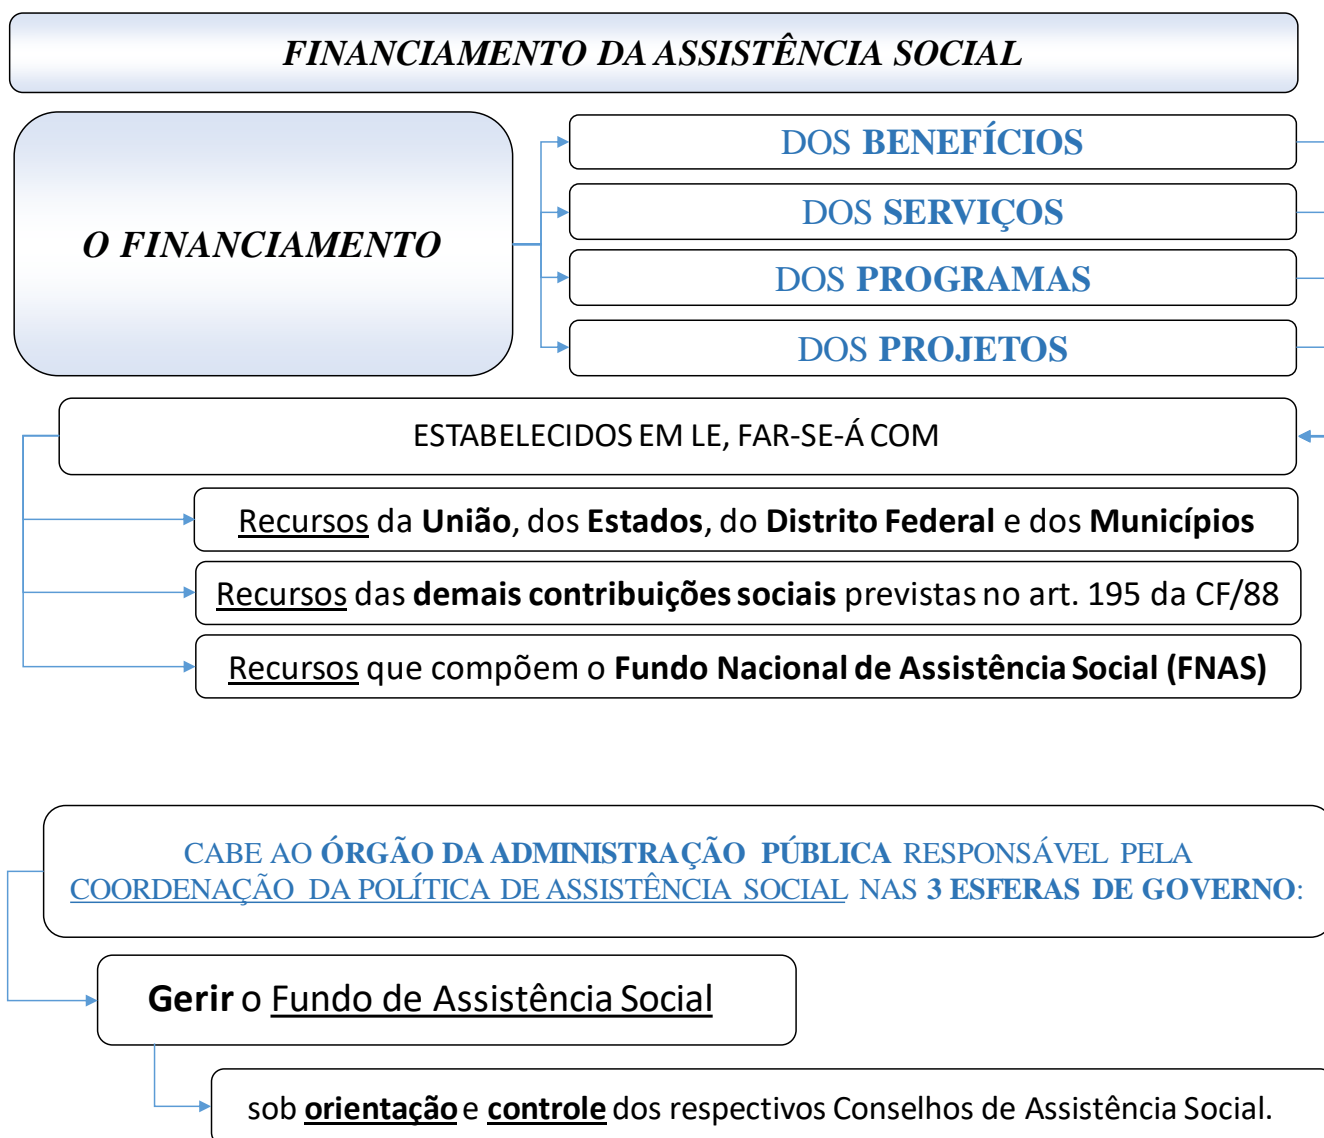 FINANCIAMENTO DA ASSISTÊNCIA SOCIAL
O FINANCIAMENTO
DOS BENEFÍCIOS
DOS SERVIÇOS
DOS PROGRAMAS
DOS PROJETOS
ESTABELECIDOS EM LE, FAR-SE-Á COM
Recursos da União, dos Estados, do Distrito Federal e dos Municípios
Recursos das demais contribuições sociais previstas no art. 195 da CF/88
Recursos que compõem o Fundo Nacional de Assistência Social (FNAS)
CABE AO ÓRGÃO DA ADMINISTRAÇÃO PÚBLICA RESPONSÁVEL PELA
COORDENAÇÃO DA POLÍTICA DE ASSISTÊNCIA SOCIAL NAS 3 ESFERAS DE GOVERNO:
Gerir o Fundo de Assistência Social
sob orientação e controle dos respectivos Conselhos de Assistência Social.